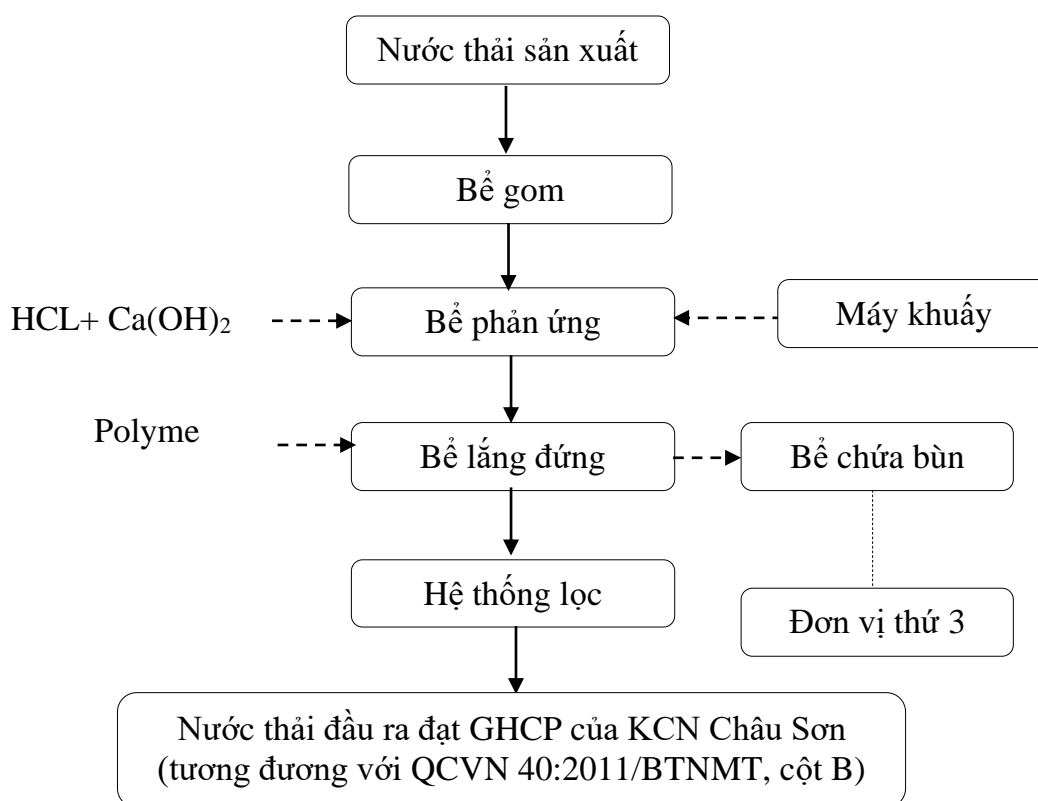 Nước thải sản xuất
Bể gom
HCL+ Ca(OH)₂
Bể phản ứng
Máy khuấy
Polyme
Bể lắng đứng
Bể chứa bùn
Hệ thống lọc
Đơn vị thứ 3
Nước thải đầu ra đạt GHCP của KCN Châu Sơn
(tương đương với QCVN 40:2011/BTNMT, cột B)